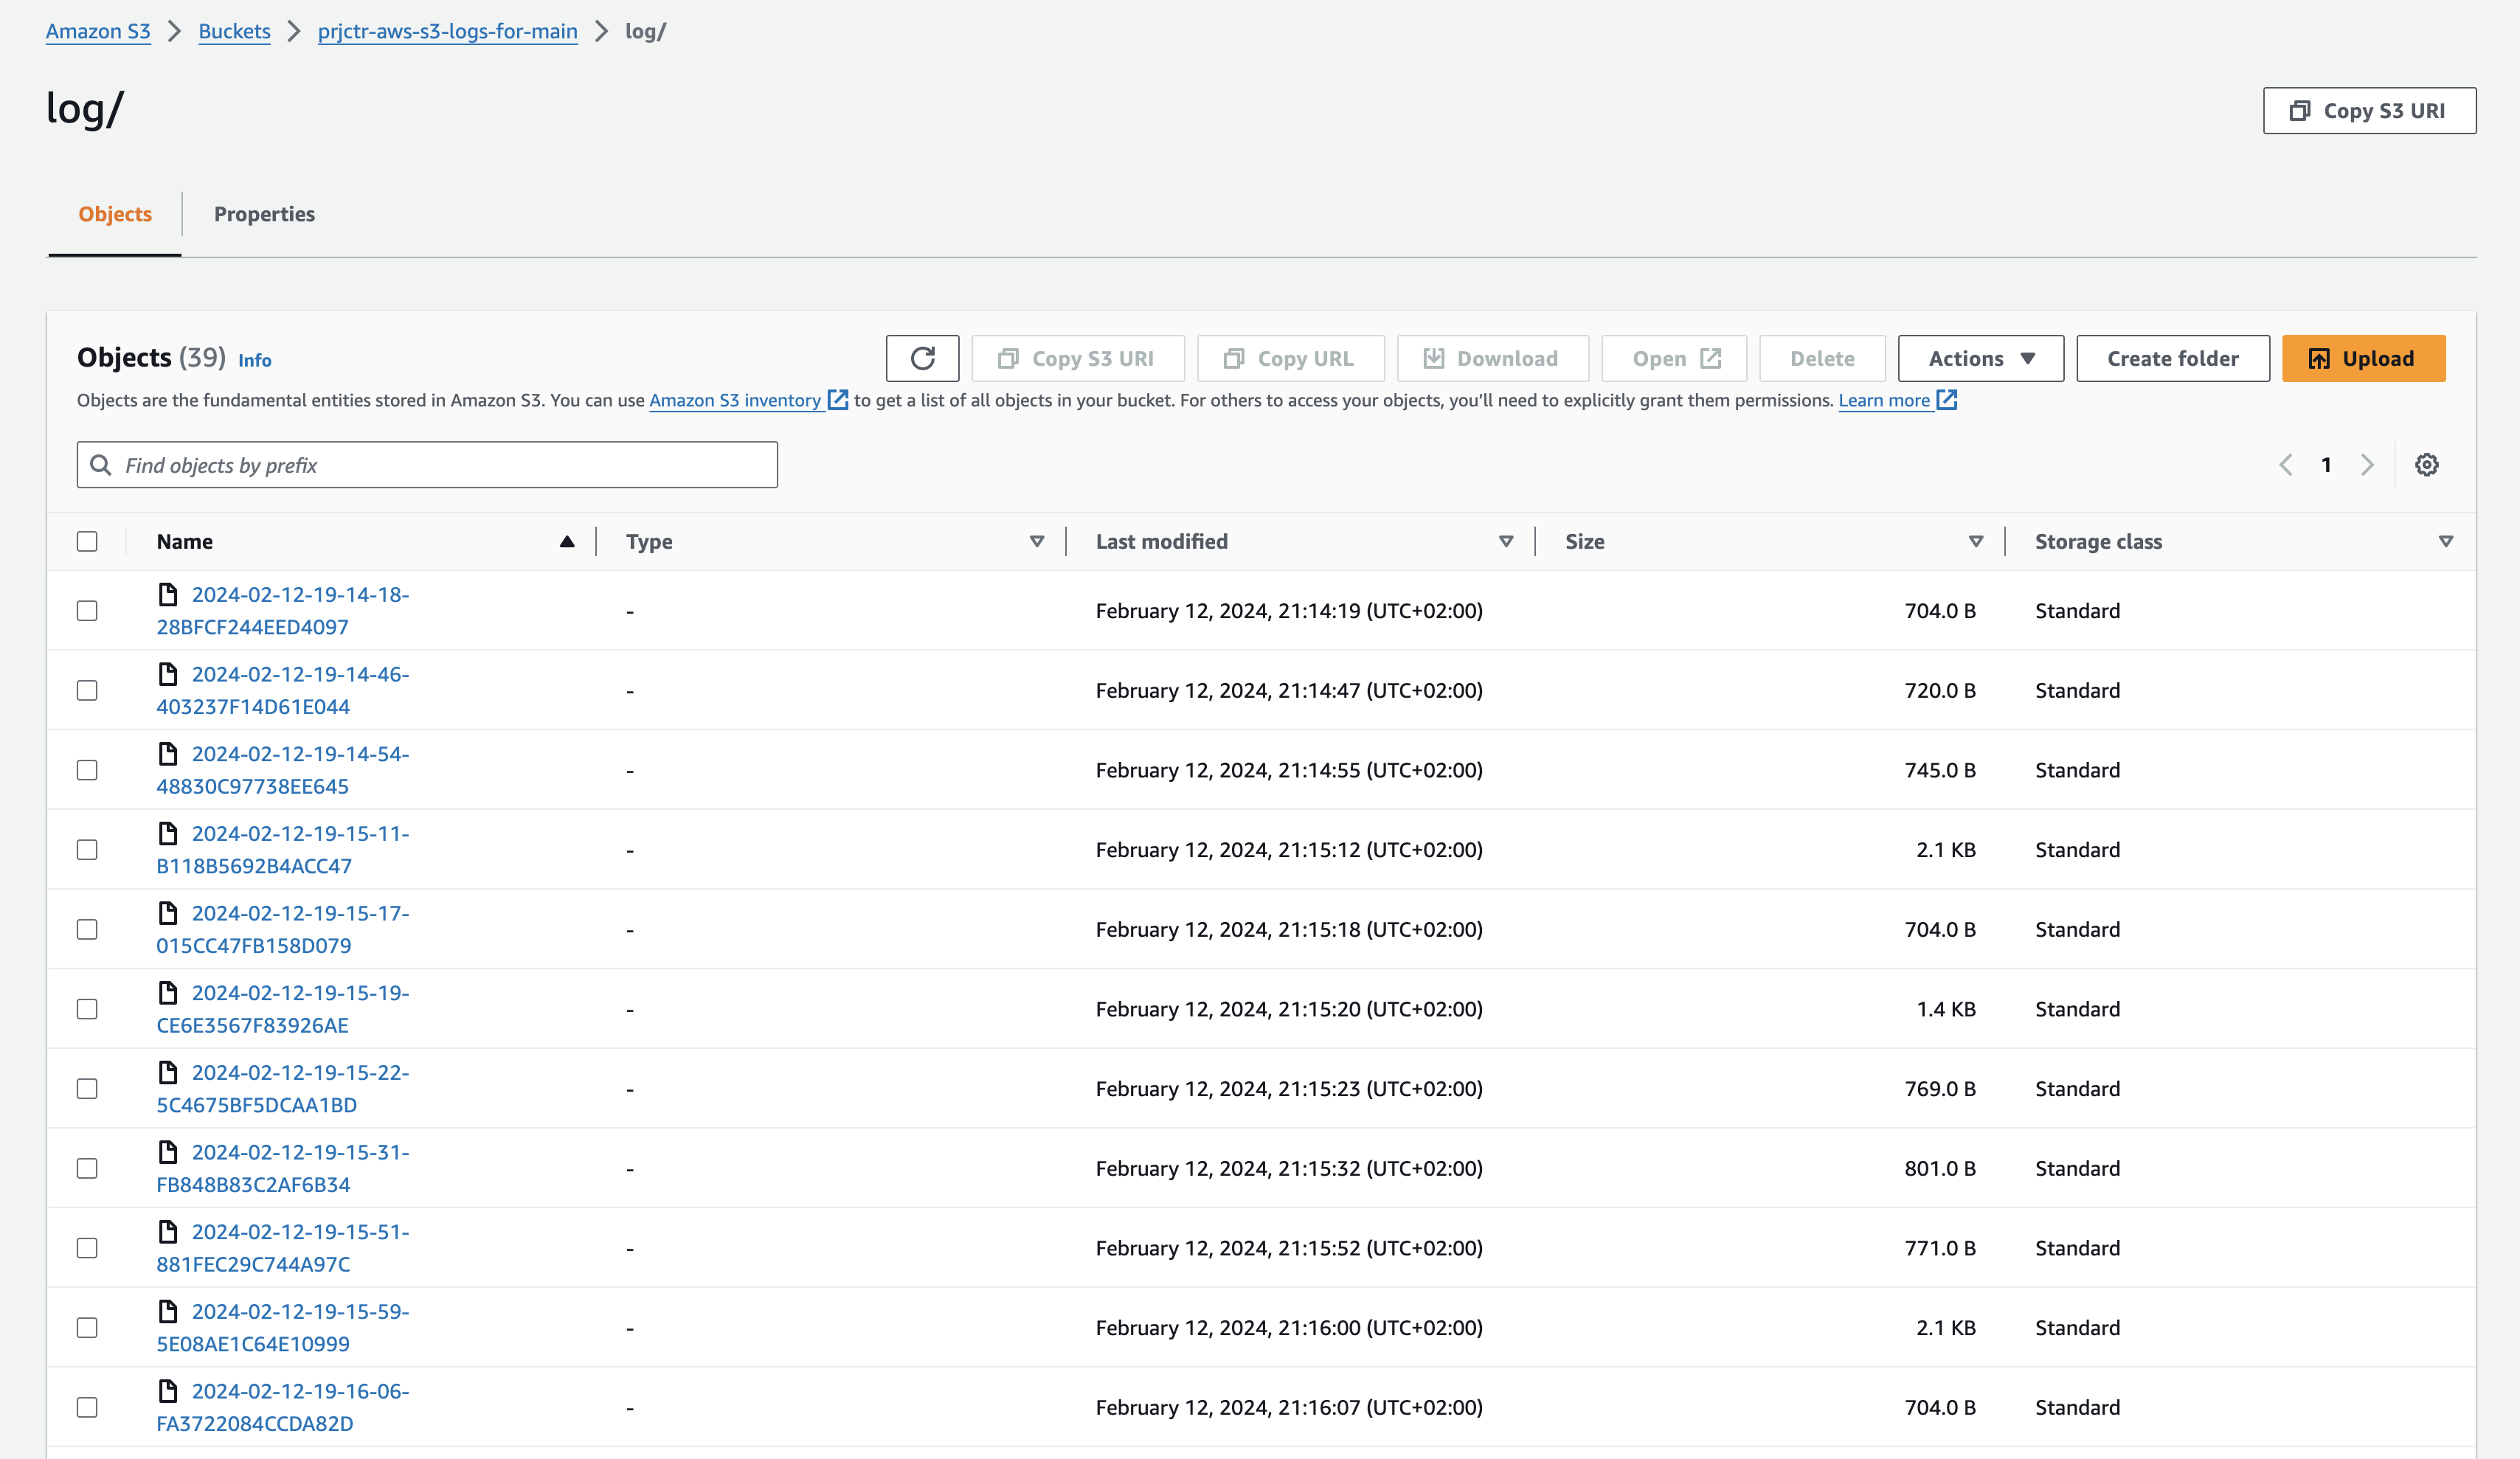 Amazon S3 > Buckets > prjctr-aws-s3-logs-for-main > log/
log/
Copy S3 URI
Objects
Properties
Objects (39) Info
Copy S3 URI
Copy URL
Download
Open
Delete
Actions
Create folder
Upload
Objects are the fundamental entities stored in Amazon S3. You can use Amazon S3 inventory to get a list of all objects in your bucket. For others to access your objects, you’ll need to explicitly grant them permissions. Learn more
Find objects by prefix
1
Name Type Last modified Size Storage class
2024-02-12-19-14-18-
28BFCF244EED4097
- February 12, 2024, 21:14:19 (UTC+02:00) 704.0 B Standard
2024-02-12-19-14-46-
403237F14D61E044
- February 12, 2024, 21:14:47 (UTC+02:00) 720.0 B Standard
2024-02-12-19-14-54-
48830C97738EE645
- February 12, 2024, 21:14:55 (UTC+02:00) 745.0 B Standard
2024-02-12-19-15-11-
B118B5692B4ACC47
- February 12, 2024, 21:15:12 (UTC+02:00) 2.1 KB Standard
2024-02-12-19-15-17-
015CC47FB158D079
- February 12, 2024, 21:15:18 (UTC+02:00) 704.0 B Standard
2024-02-12-19-15-19-
CE6E3567F83926AE
- February 12, 2024, 21:15:20 (UTC+02:00) 1.4 KB Standard
2024-02-12-19-15-22-
5C4675BF5DCAA1BD
- February 12, 2024, 21:15:23 (UTC+02:00) 769.0 B Standard
2024-02-12-19-15-31-
FB848B83C2AF6B34
- February 12, 2024, 21:15:32 (UTC+02:00) 801.0 B Standard
2024-02-12-19-15-51-
881FEC29C744A97C
- February 12, 2024, 21:15:52 (UTC+02:00) 771.0 B Standard
2024-02-12-19-15-59-
5E08AE1C64E10999
- February 12, 2024, 21:16:00 (UTC+02:00) 2.1 KB Standard
2024-02-12-19-16-06-
FA3722084CCDA82D
- February 12, 2024, 21:16:07 (UTC+02:00) 704.0 B Standard